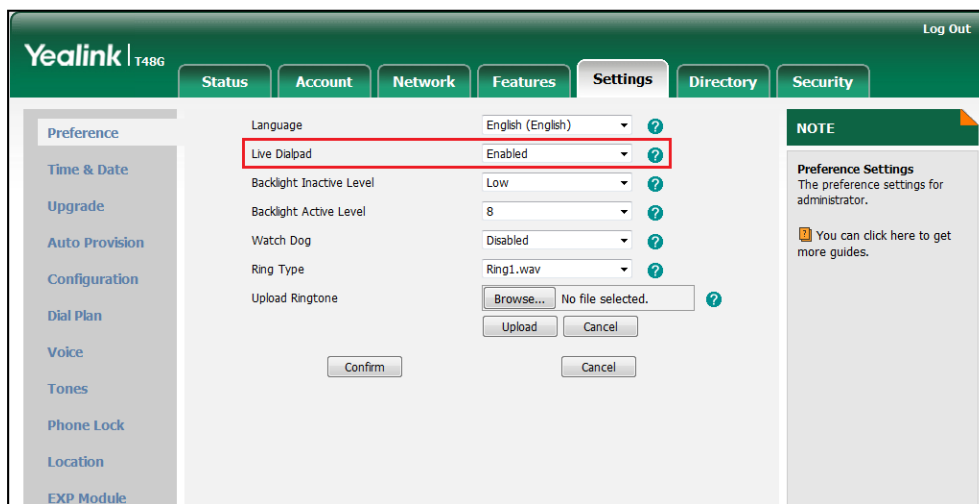 Log Out
Yealink | T48G
Status Account Network Features Settings Directory Security
Preference
Time & Date
Upgrade
Auto Provision
Configuration
Dial Plan
Voice
Tones
Phone Lock
Location
EXP Module
Language English (English) ?
Live Dialpad Enabled ?
Backlight Inactive Level Low ?
Backlight Active Level 8 ?
Watch Dog Disabled ?
Ring Type Ring1.wav ?
Upload Ringtone Browse... No file selected. ?
Upload Cancel
Confirm Cancel
NOTE
Preference Settings
The preference settings for
administrator.
? You can click here to get
more guides.